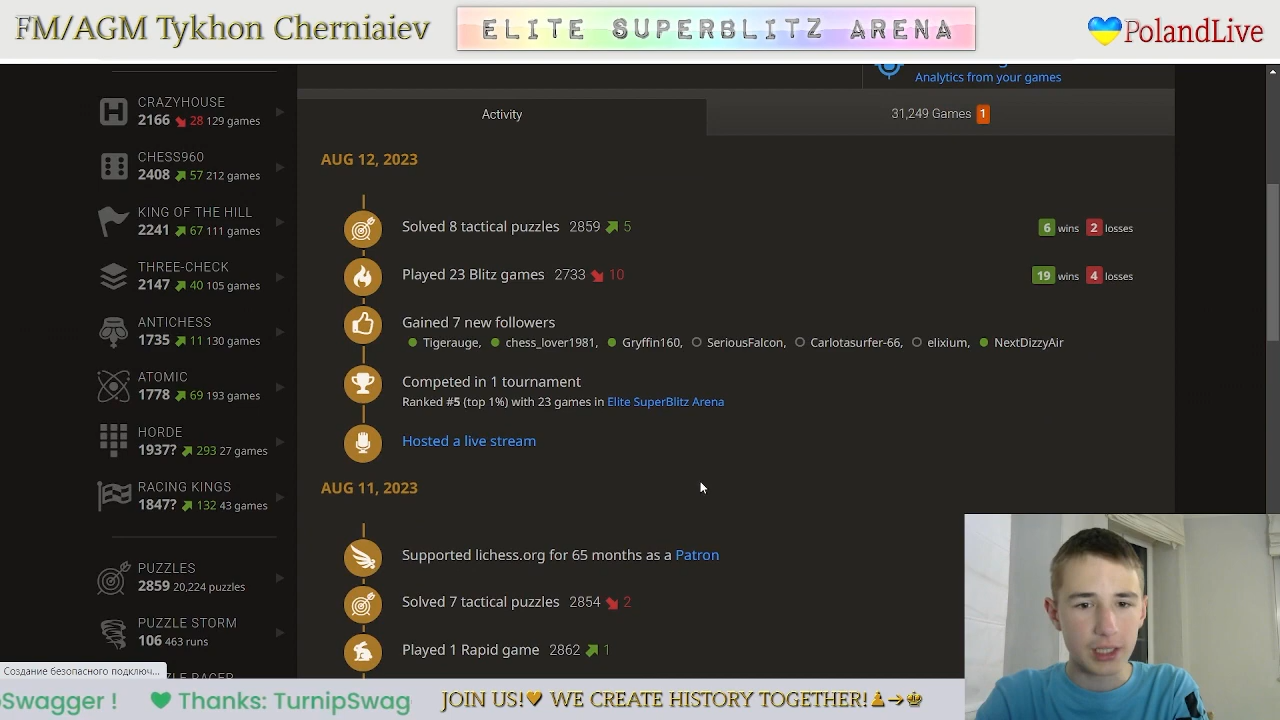 FM/AGM Tykhon Cherniaiev
ELITE SUPERBLITZ ARENA
PolandLive
Analytics from your games
Activity
31,249 Games 1
CRAZYHOUSE
2166 28 129 games
CHESS960
2408 57 212 games
KING OF THE HILL
2241 67 111 games
THREE-CHECK
2147 40 105 games
ANTICHESS
1735 11 130 games
ATOMIC
1778 69 193 games
HORDE
1937? 293 27 games
RACING KINGS
1847? 132 43 games
PUZZLES
2859 20,224 puzzles
PUZZLE STORM
106 463 runs
AUG 12, 2023
Solved 8 tactical puzzles 2859 5
6 wins 2 losses
Played 23 Blitz games 2733 10
19 wins 4 losses
Gained 7 new followers
Tigerauge, chess_lover1981, Gryffin160, SeriousFalcon, Carlotasurfer-66, elixium, NextDizzyAir
Competed in 1 tournament
Ranked #5 (top 1%) with 23 games in Elite SuperBlitz Arena
Hosted a live stream
AUG 11, 2023
Supported lichess.org for 65 months as a Patron
Solved 7 tactical puzzles 2854 2
Played 1 Rapid game 2862 1
Создание безопасного подключ...
Swagger ! Thanks: TurnipSwag
JOIN US! WE CREATE HISTORY TOGETHER!